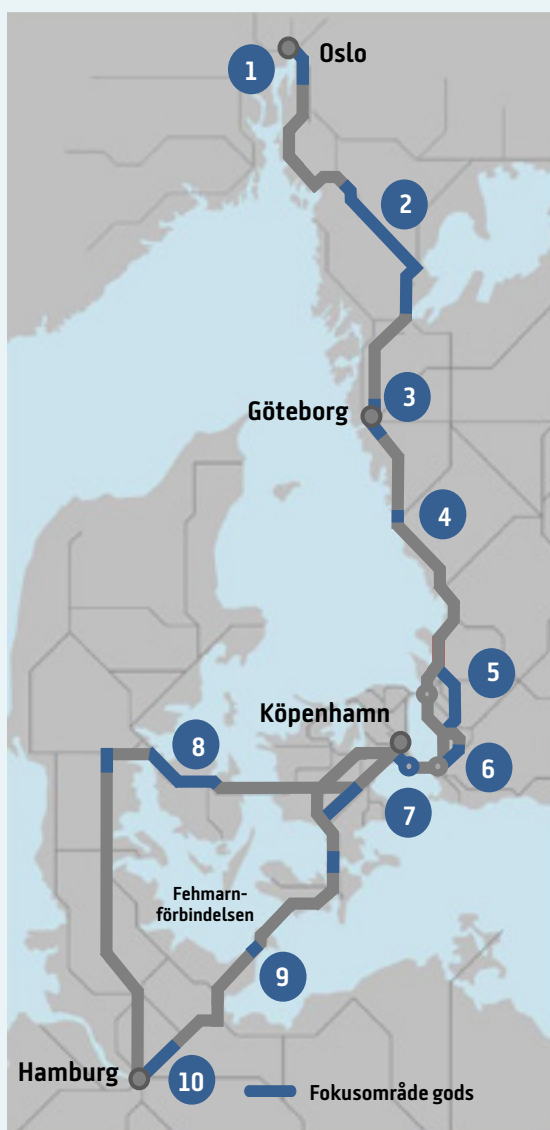 Oslo
1
2
3
Göteborg
4
5
Köpenhamn
8
6
7
Fehmarn-
förbindelsen
9
Hamburg
10
Fokusområde gods